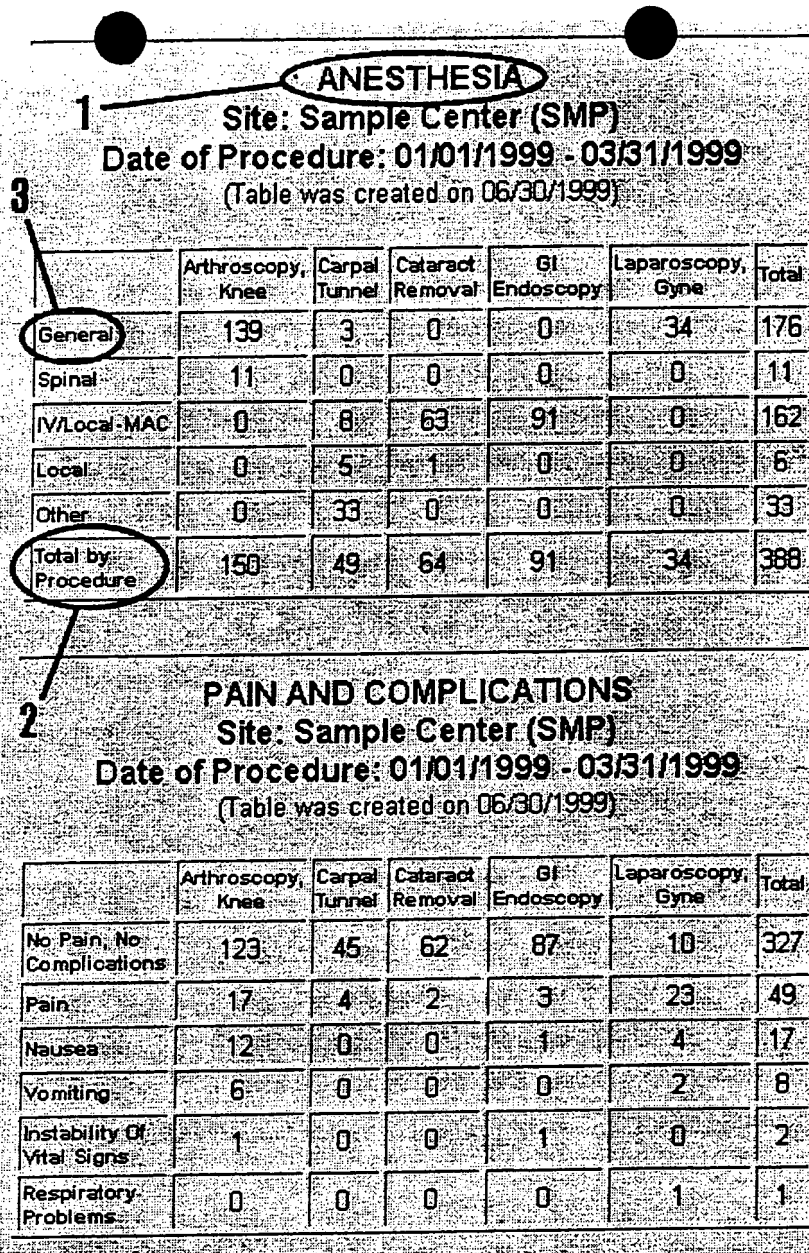 ANESTHESIA
1
Site: Sample Center (SMP)
Date of Procedure: 01/01/1999 - 03/31/1999
(Table was created on 06/30/1999)
3
Arthroscopy, Knee Carpal Tunnel Cataract Removal GI Endoscopy Laparoscopy, Gyne Total
General 139 3 0 0 34 176
Spinal 11 0 0 0 0 11
IV/Local-MAC 0 8 63 91 0 162
Local 0 5 1 0 0 6
Other 0 33 0 0 0 33
Total by Procedure 150 49 64 91 34 388
2
PAIN AND COMPLICATIONS
Site: Sample Center (SMP)
Date of Procedure: 01/01/1999 - 03/31/1999
(Table was created on 06/30/1999)
Arthroscopy, Knee Carpal Tunnel Cataract Removal GI Endoscopy Laparoscopy, Gyne Total
No Pain, No Complications 123 45 62 87 10 327
Pain 17 4 2 3 23 49
Nausea 12 0 0 1 4 17
Vomiting 6 0 0 0 2 8
Instability Of Vital Signs 1 0 0 1 0 2
Respiratory Problems 0 0 0 0 1 1